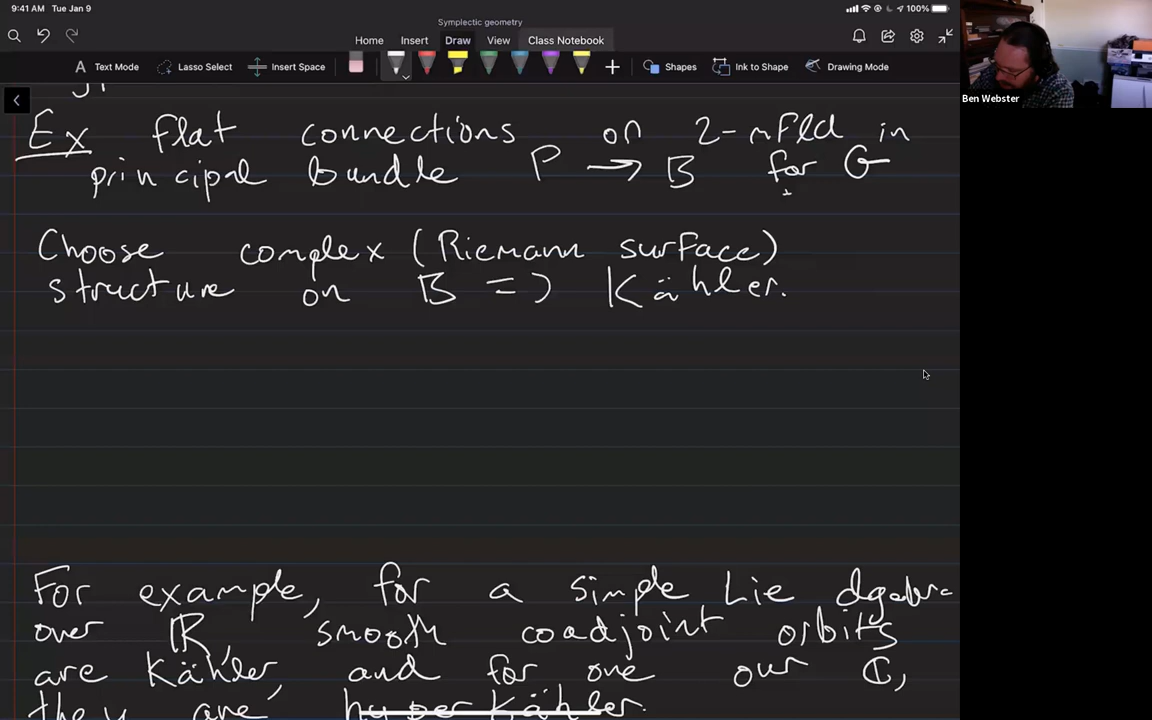 9:41 AM Tue Jan 9
100%
Symplectic geometry
Home Insert Draw View Class Notebook
Text Mode Lasso Select Insert Space Shapes Ink to Shape Drawing Mode
Ben Webster
Ex flat connections on 2-mfld in
principal bundle P → B for G
Choose complex (Riemann surface)
structure on B => Kähler.
For example, for a simple Lie algebra
over ℝ, smooth coadjoint orbits
are Kähler, and for one our ℂ,
they are hyperKähler.